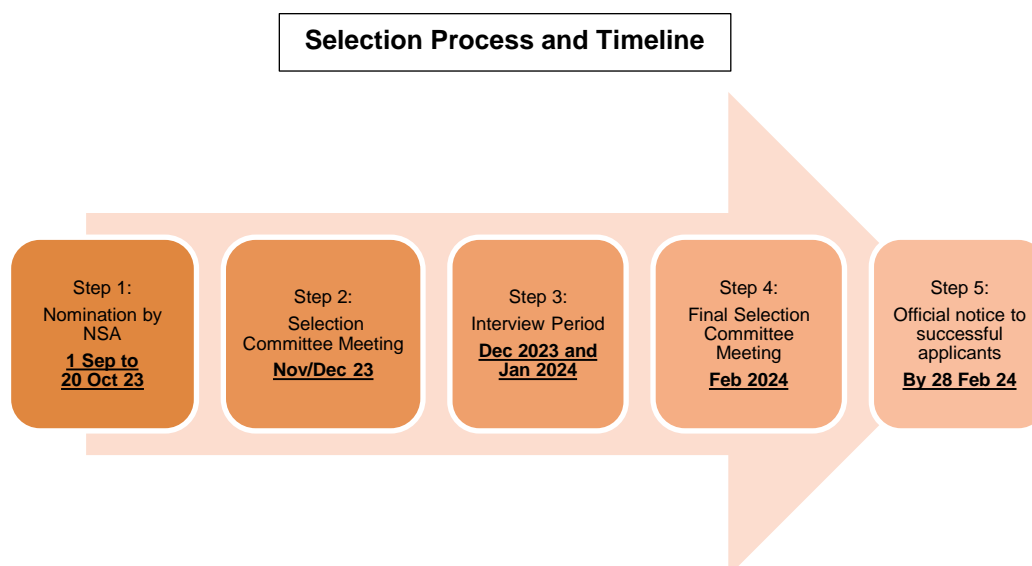 Selection Process and Timeline
Step 1:
Nomination by
NSA
1 Sep to
20 Oct 23
Step 2:
Selection
Committee Meeting
Nov/Dec 23
Step 3:
Interview Period
Dec 2023 and
Jan 2024
Step 4:
Final Selection
Committee
Meeting
Feb 2024
Step 5:
Official notice to
successful
applicants
By 28 Feb 24